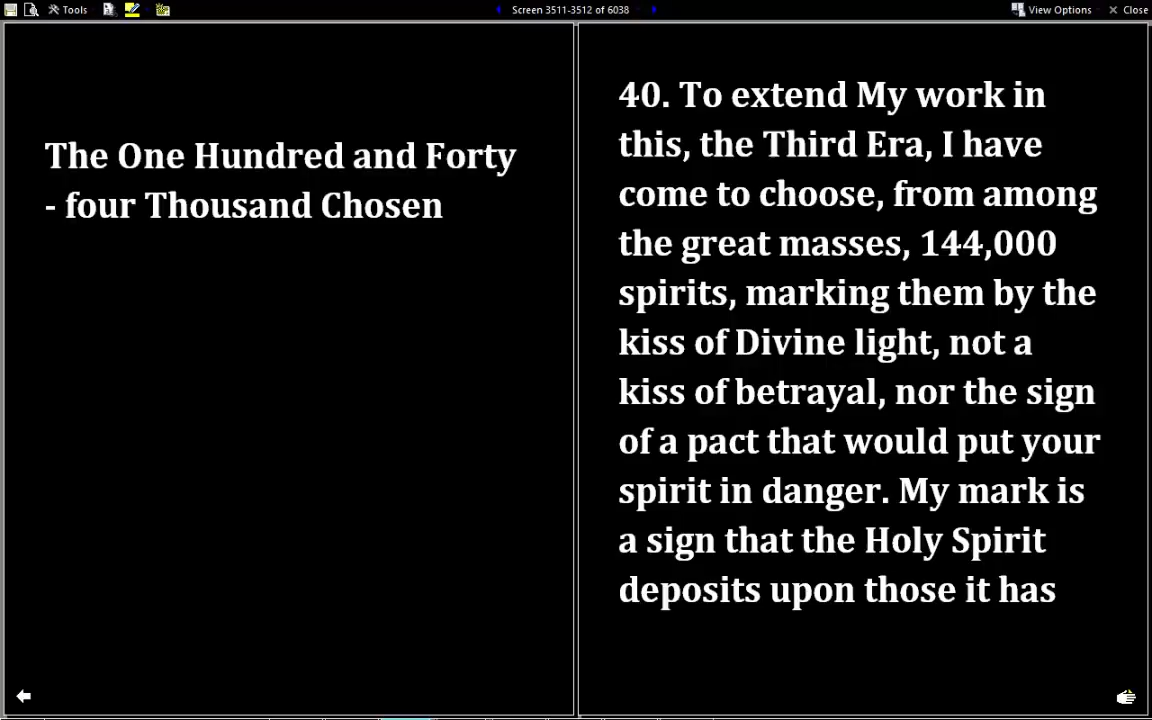 Tools
Screen 3511-3512 of 6038
View Options
Close
The One Hundred and Forty
- four Thousand Chosen
40. To extend My work in
this, the Third Era, I have
come to choose, from among
the great masses, 144,000
spirits, marking them by the
kiss of Divine light, not a
kiss of betrayal, nor the sign
of a pact that would put your
spirit in danger. My mark is
a sign that the Holy Spirit
deposits upon those it has